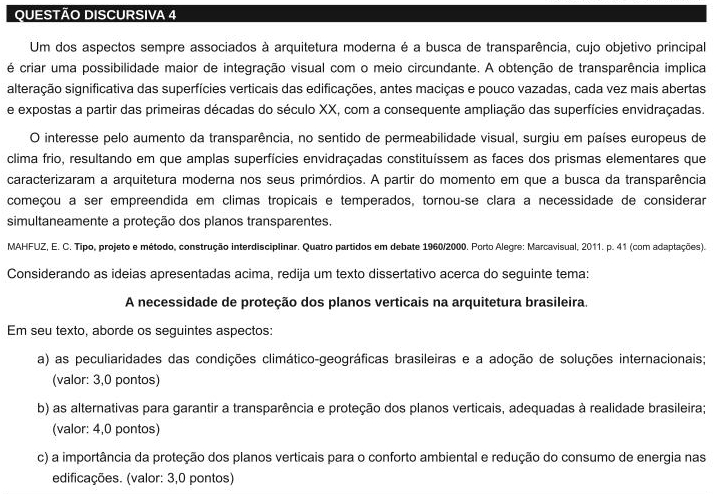 QUESTÃO DISCURSIVA 4
Um dos aspectos sempre associados à arquitetura moderna é a busca de transparência, cujo objetivo principal
é criar uma possibilidade maior de integração visual com o meio circundante. A obtenção de transparência implica
alteração significativa das superfícies verticais das edificações, antes maciças e pouco vazadas, cada vez mais abertas
e expostas a partir das primeiras décadas do século XX, com a consequente ampliação das superfícies envidraçadas.
O interesse pelo aumento da transparência, no sentido de permeabilidade visual, surgiu em países europeus de
clima frio, resultando em que amplas superfícies envidraçadas constituíssem as faces dos prismas elementares que
caracterizaram a arquitetura moderna nos seus primórdios. A partir do momento em que a busca da transparência
começou a ser empreendida em climas tropicais e temperados, tornou-se clara a necessidade de considerar
simultaneamente a proteção dos planos transparentes.
MAHFUZ, E. C. Tipo, projeto e método, construção interdisciplinar. Quatro partidos em debate 1960/2000. Porto Alegre: Marcavisual, 2011. p. 41 (com adaptações).
Considerando as ideias apresentadas acima, redija um texto dissertativo acerca do seguinte tema:
A necessidade de proteção dos planos verticais na arquitetura brasileira.
Em seu texto, aborde os seguintes aspectos:
a) as peculiaridades das condições climático-geográficas brasileiras e a adoção de soluções internacionais;
(valor: 3,0 pontos)
b) as alternativas para garantir a transparência e proteção dos planos verticais, adequadas à realidade brasileira;
(valor: 4,0 pontos)
c) a importância da proteção dos planos verticais para o conforto ambiental e redução do consumo de energia nas
edificações. (valor: 3,0 pontos)